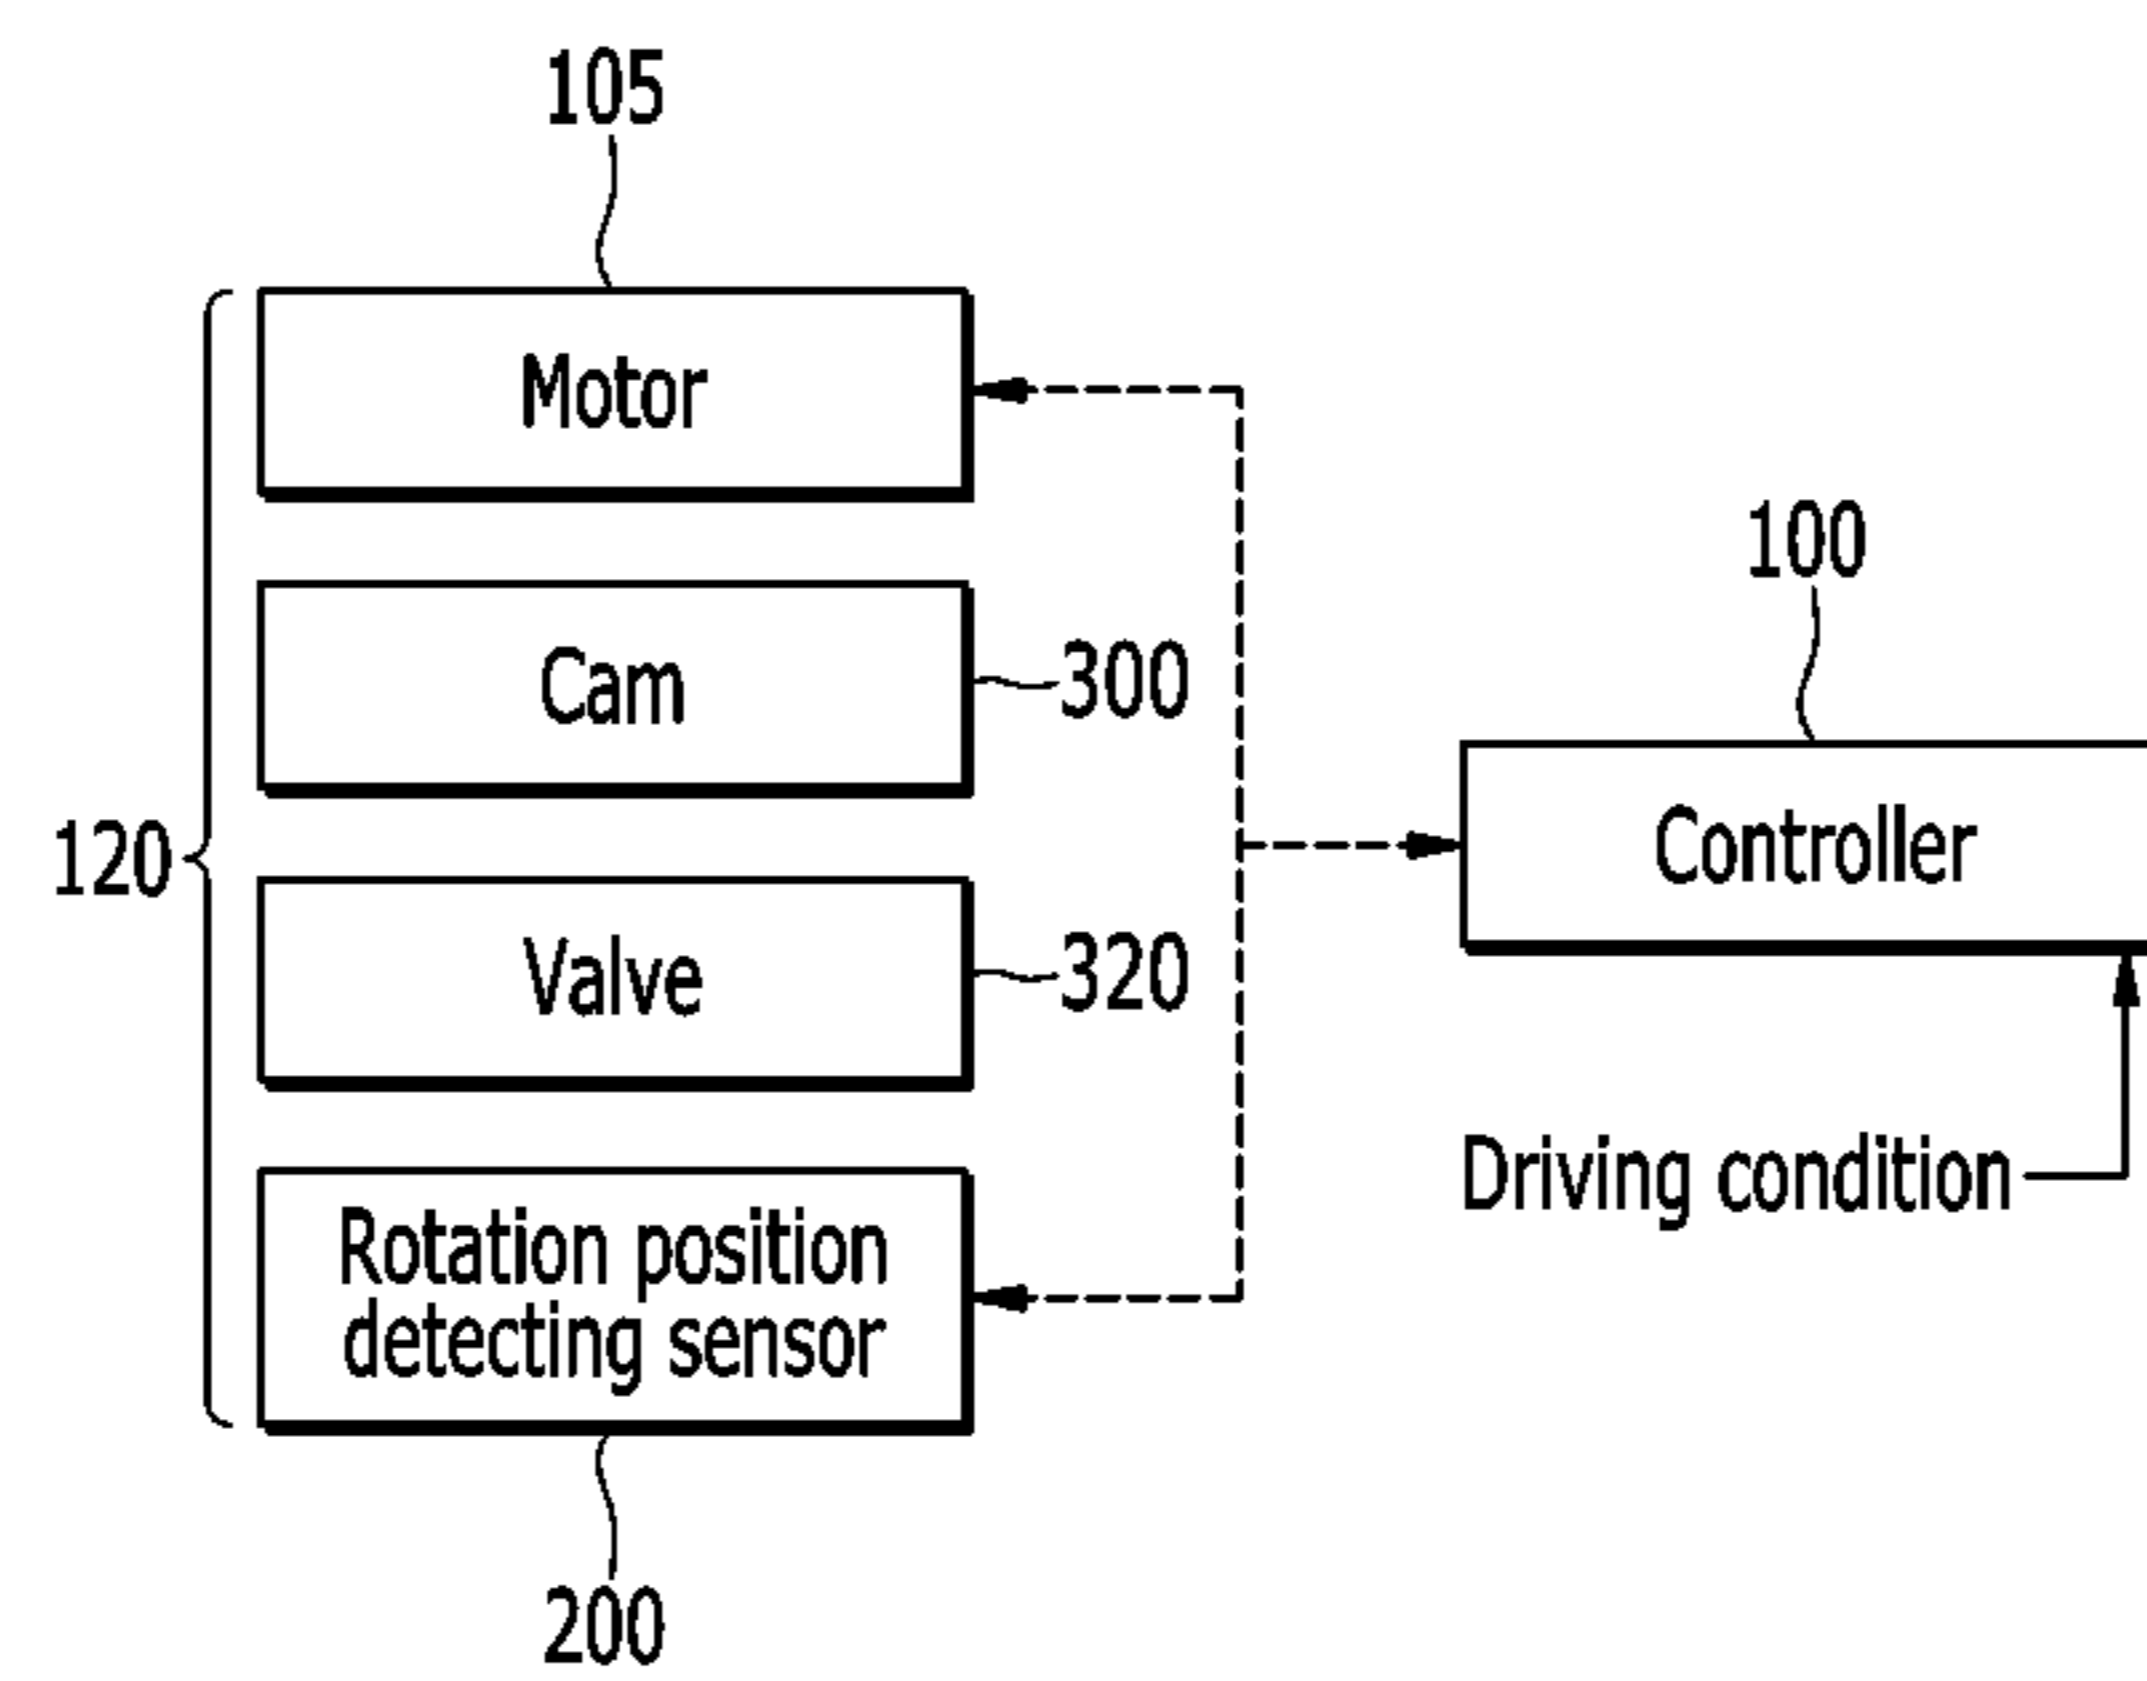 105
Motor
100
Cam
300
120
Controller
Valve
320
Driving condition
Rotation position
detecting sensor
200